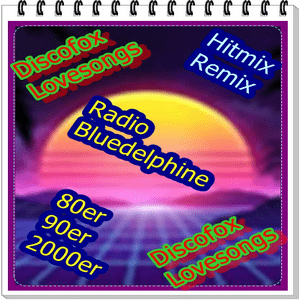 Discofox
Lovesongs
Hitmix
Remix
Radio
Bluedelphine
80er
90er
2000er
Discofox
Lovesongs